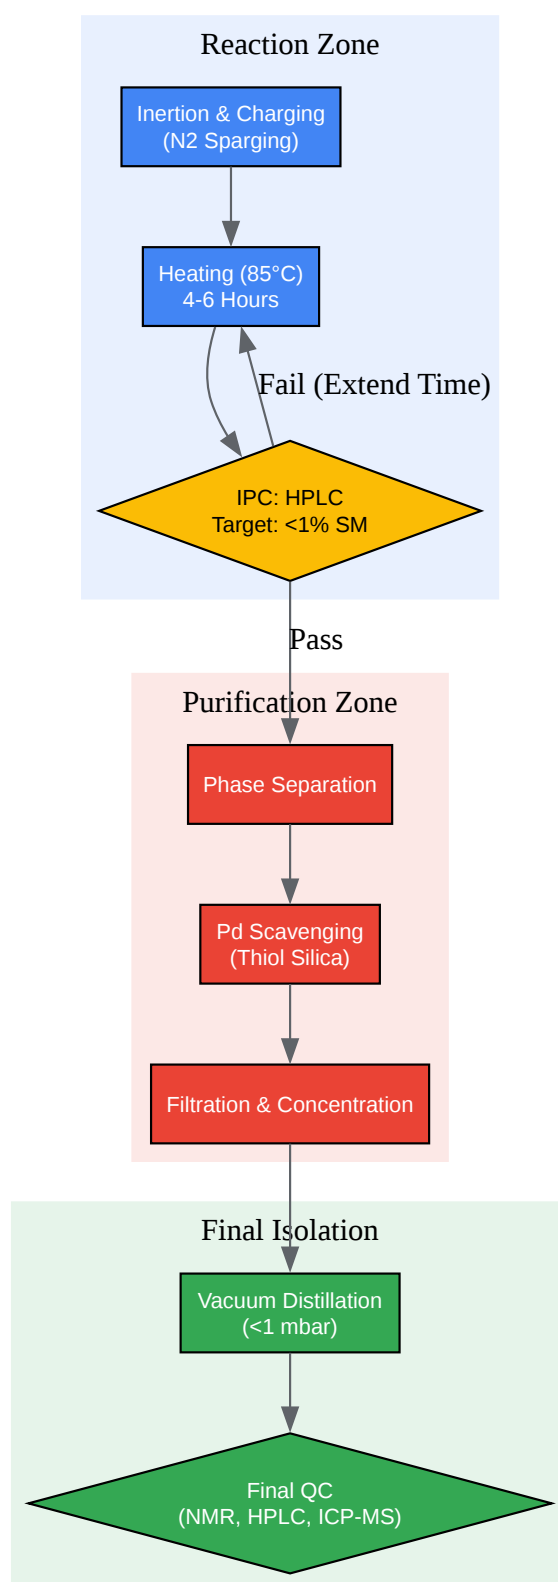 Reaction Zone
Inertion & Charging
(N2 Sparging)
Heating (85°C)
4-6 Hours
Fail (Extend Time)
IPC: HPLC
Target: <1% SM
Pass
Purification Zone
Phase Separation
Pd Scavenging
(Thiol Silica)
Filtration & Concentration
Final Isolation
Vacuum Distillation
(<1 mbar)
Final QC
(NMR, HPLC, ICP-MS)